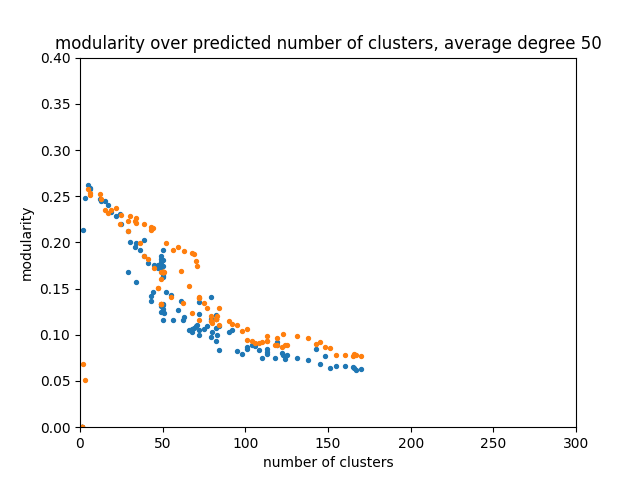 modularity over predicted number of clusters, average degree 50
0.40
0.35
0.30
0.25
0.20
0.15
0.10
0.05
0.00
modularity
0 50 100 150 200 250 300
number of clusters